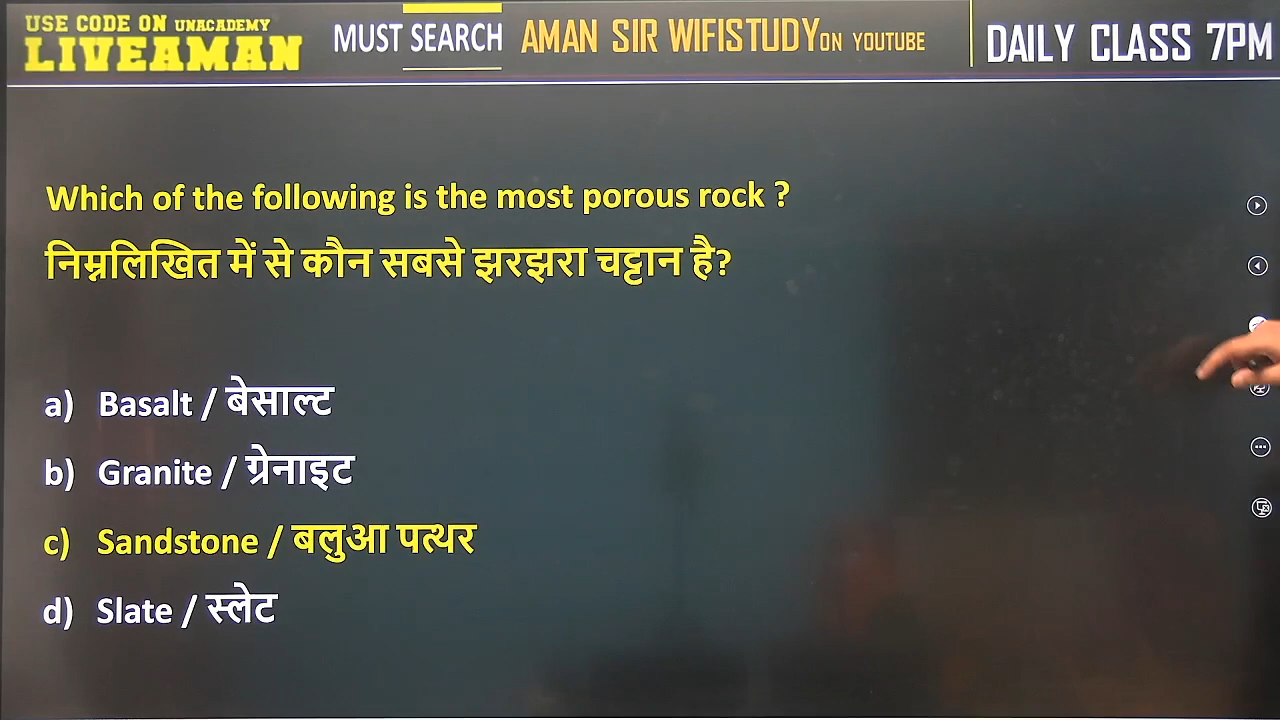 USE CODE ON UNACADEMY
LIVEAMAN
MUST SEARCH AMAN SIR WIFISTUDY ON YOUTUBE
DAILY CLASS 7PM
Which of the following is the most porous rock ?
निम्नलिखित में से कौन सबसे झरझरा चट्टान है?
a) Basalt / बेसाल्ट
b) Granite / ग्रेनाइट
c) Sandstone / बलुआ पत्थर
d) Slate / स्लेट